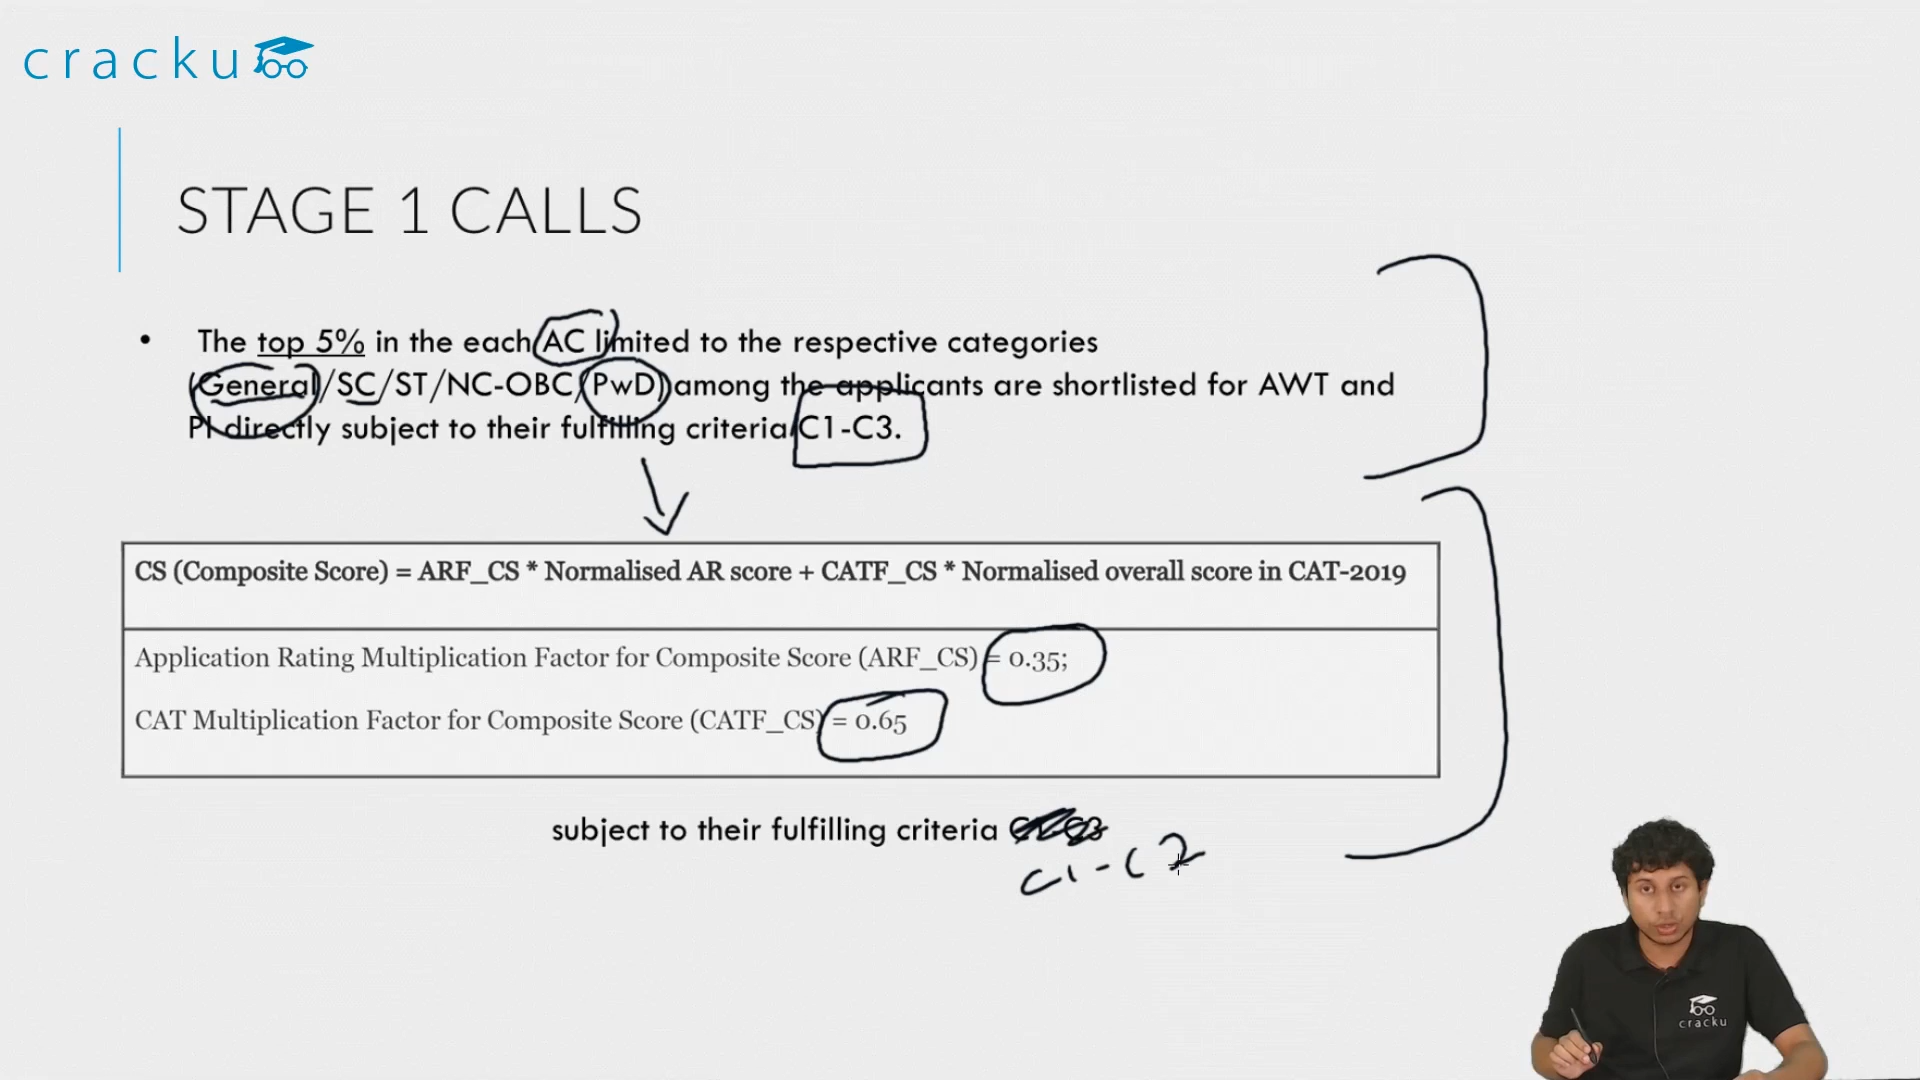 cracku
STAGE 1 CALLS
• The top 5% in the each AC limited to the respective categories
(General/SC/ST/NC-OBC/PwD) among the applicants are shortlisted for AWT and
PI directly subject to their fulfilling criteria C1-C3.
CS (Composite Score) = ARF_CS * Normalised AR score + CATF_CS * Normalised overall score in CAT-2019
Application Rating Multiplication Factor for Composite Score (ARF_CS) = 0.35;
CAT Multiplication Factor for Composite Score (CATF_CS) = 0.65
subject to their fulfilling criteria C1-C3
C1-C2
cracku